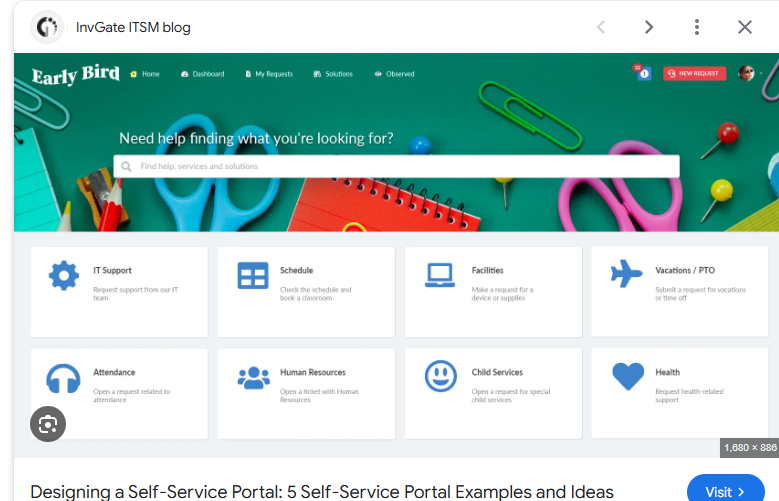 InvGate ITSM blog
Early Bird
Home
Dashboard
My Requests
Solutions
Observed
NEW REQUEST
Need help finding what you're looking for?
Find help, services and solutions
IT Support
Request support from our IT
team
Schedule
Check the schedule and
book a classroom
Facilities
Make a request for a
device or supplies
Vacations / PTO
Submit a request for vacations
or time off
Attendance
Open a request related to
attendance
Human Resources
Open a ticket with Human
Resources
Child Services
Open a request for special
child services
Health
Request health-related
support
1,680 × 886
Designing a Self-Service Portal: 5 Self-Service Portal Examples and Ideas
Visit